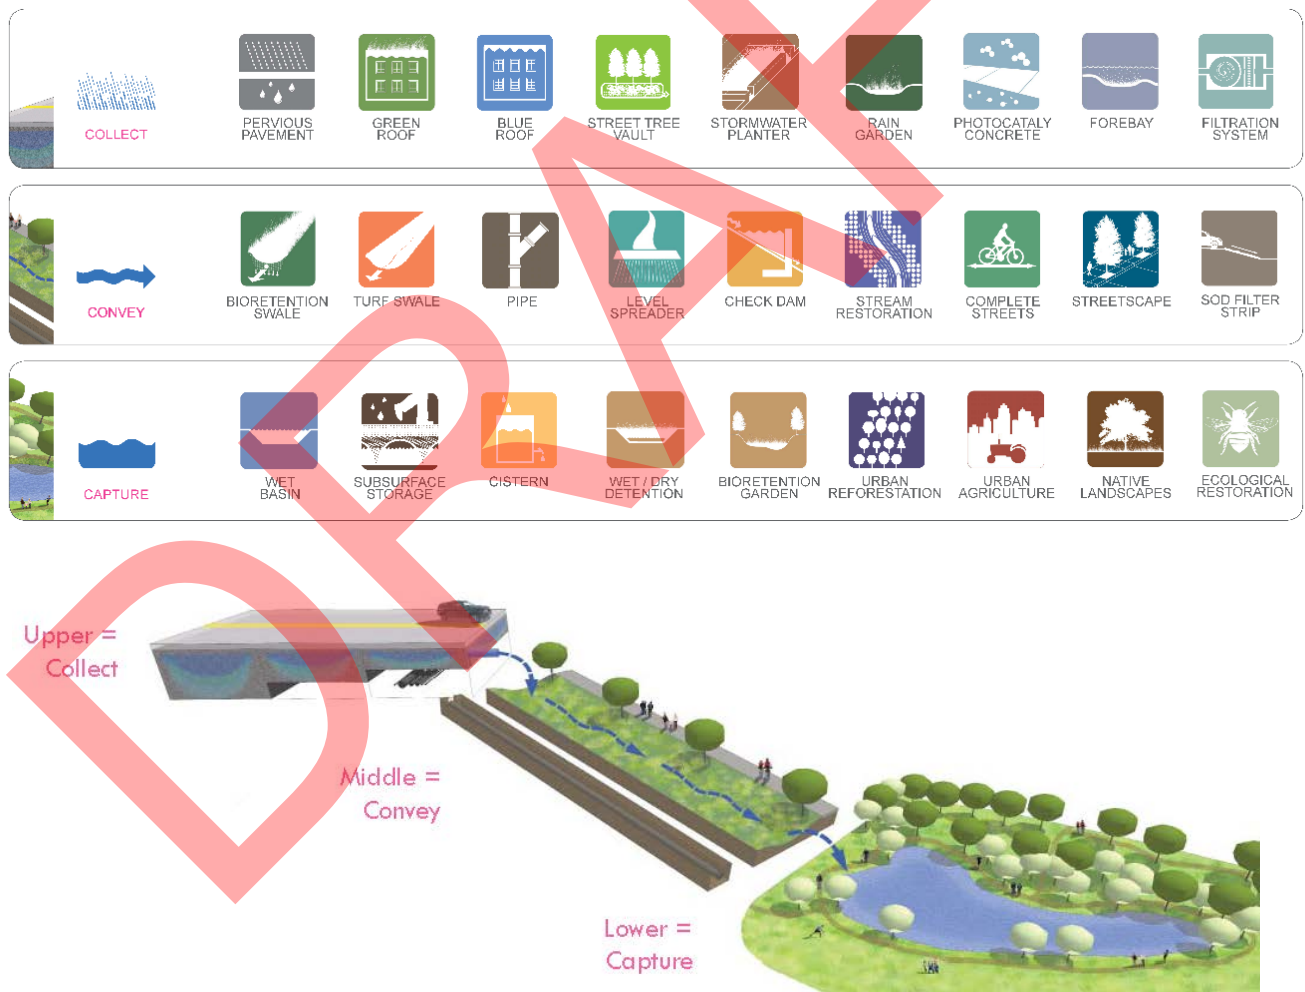 COLLECT
PERVIOUS
PAVEMENT
GREEN
ROOF
BLUE
ROOF
STREET TREE
VAULT
STORMWATER
PLANTER
RAIN
GARDEN
PHOTOCATALY
CONCRETE
FOREBAY
FILTRATION
SYSTEM
CONVEY
BIORETENTION
SWALE
TURF SWALE
PIPE
LEVEL
SPREADER
CHECK DAM
STREAM
RESTORATION
COMPLETE
STREETS
STREETSCAPE
SOD FILTER
STRIP
CAPTURE
WET
BASIN
SUBSURFACE
STORAGE
CISTERN
WET / DRY
DETENTION
BIORETENTION
GARDEN
URBAN
REFORESTATION
URBAN
AGRICULTURE
NATIVE
LANDSCAPES
ECOLOGICAL
RESTORATION
Upper =
Collect
Middle =
Convey
Lower =
Capture
DRAF